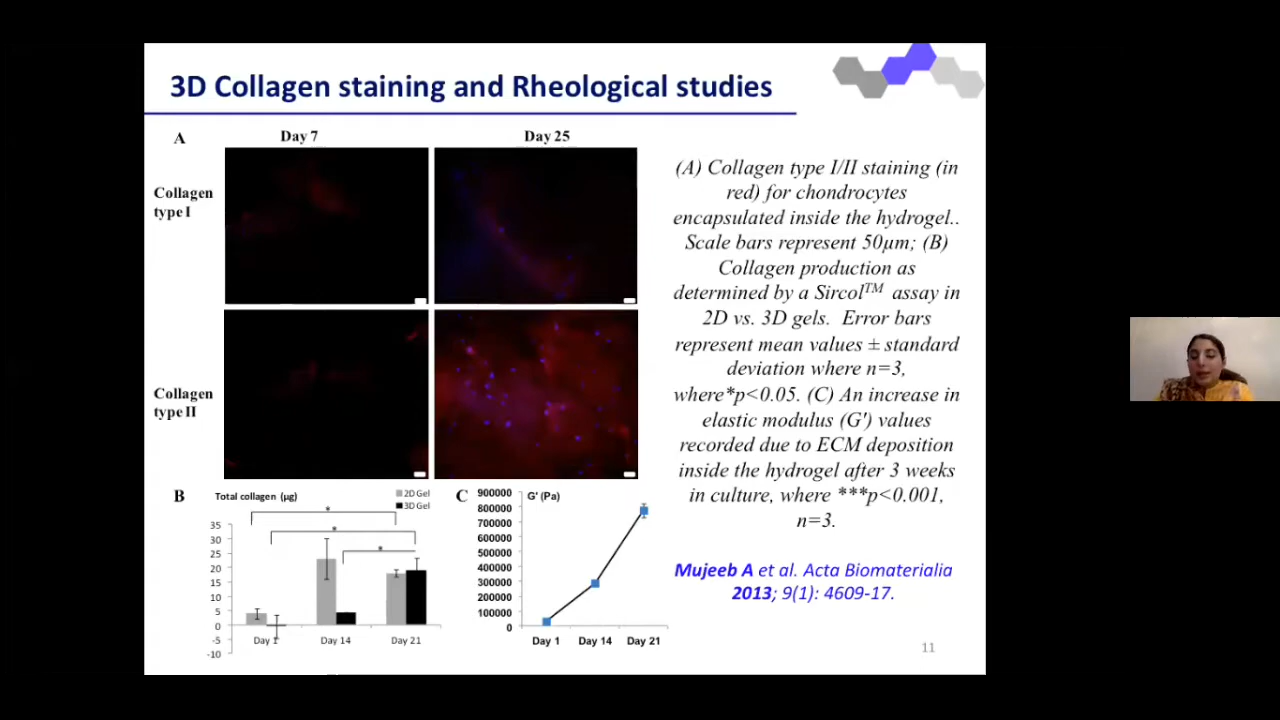 3D Collagen staining and Rheological studies
A
Day 7
Day 25
Collagen
type I
Collagen
type II
(A) Collagen type I/II staining (in
red) for chondrocytes
encapsulated inside the hydrogel..
Scale bars represent 50µm; (B)
Collagen production as
determined by a Sircol™ assay in
2D vs. 3D gels. Error bars
represent mean values ± standard
deviation where n=3,
where*p<0.05. (C) An increase in
elastic modulus (G') values
recorded due to ECM deposition
inside the hydrogel after 3 weeks
in culture, where ***p<0.001,
n=3.
Mujeeb A et al. Acta Biomaterialia
2013; 9(1): 4609-17.
B
Total collagen (µg)
2D Gel
3D Gel
*
*
*
35
30
25
20
15
10
5
0
-5
-10
Day 1
Day 14
Day 21
C
G' (Pa)
900000
800000
700000
600000
500000
400000
300000
200000
100000
0
Day 1
Day 14
Day 21
11